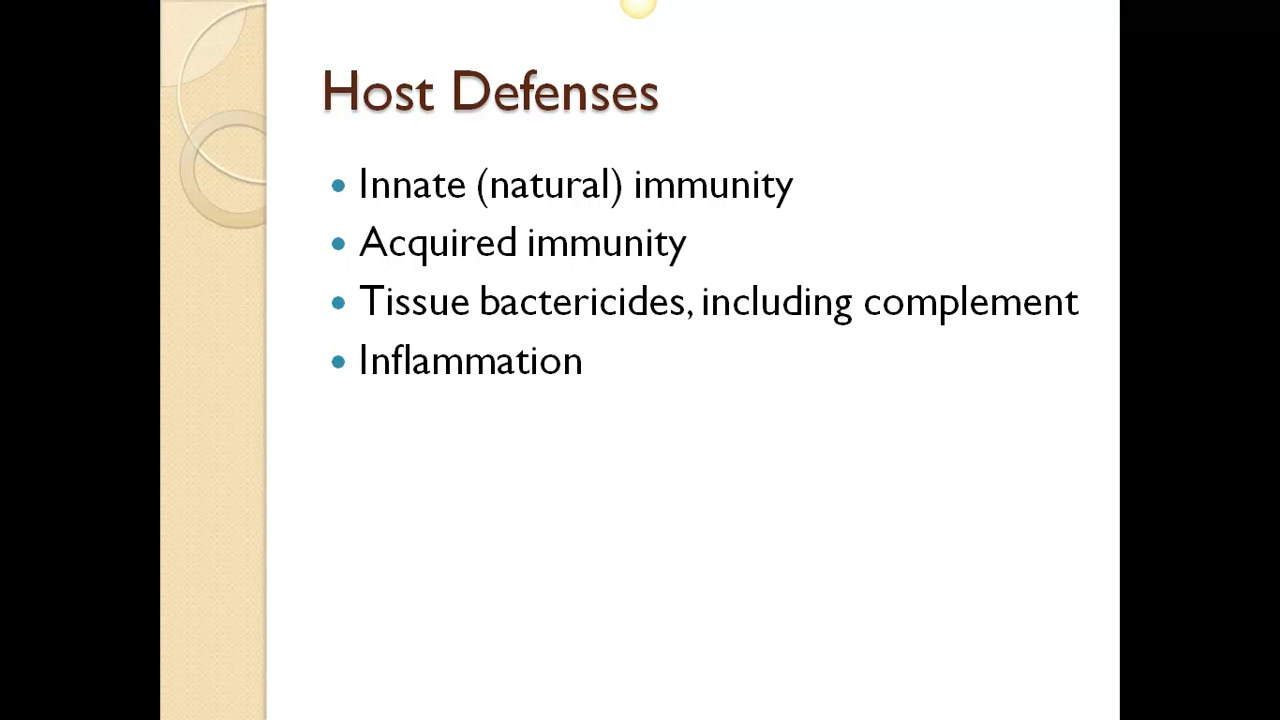 Host Defenses
Innate (natural) immunity
Acquired immunity
Tissue bactericides, including complement
Inflammation